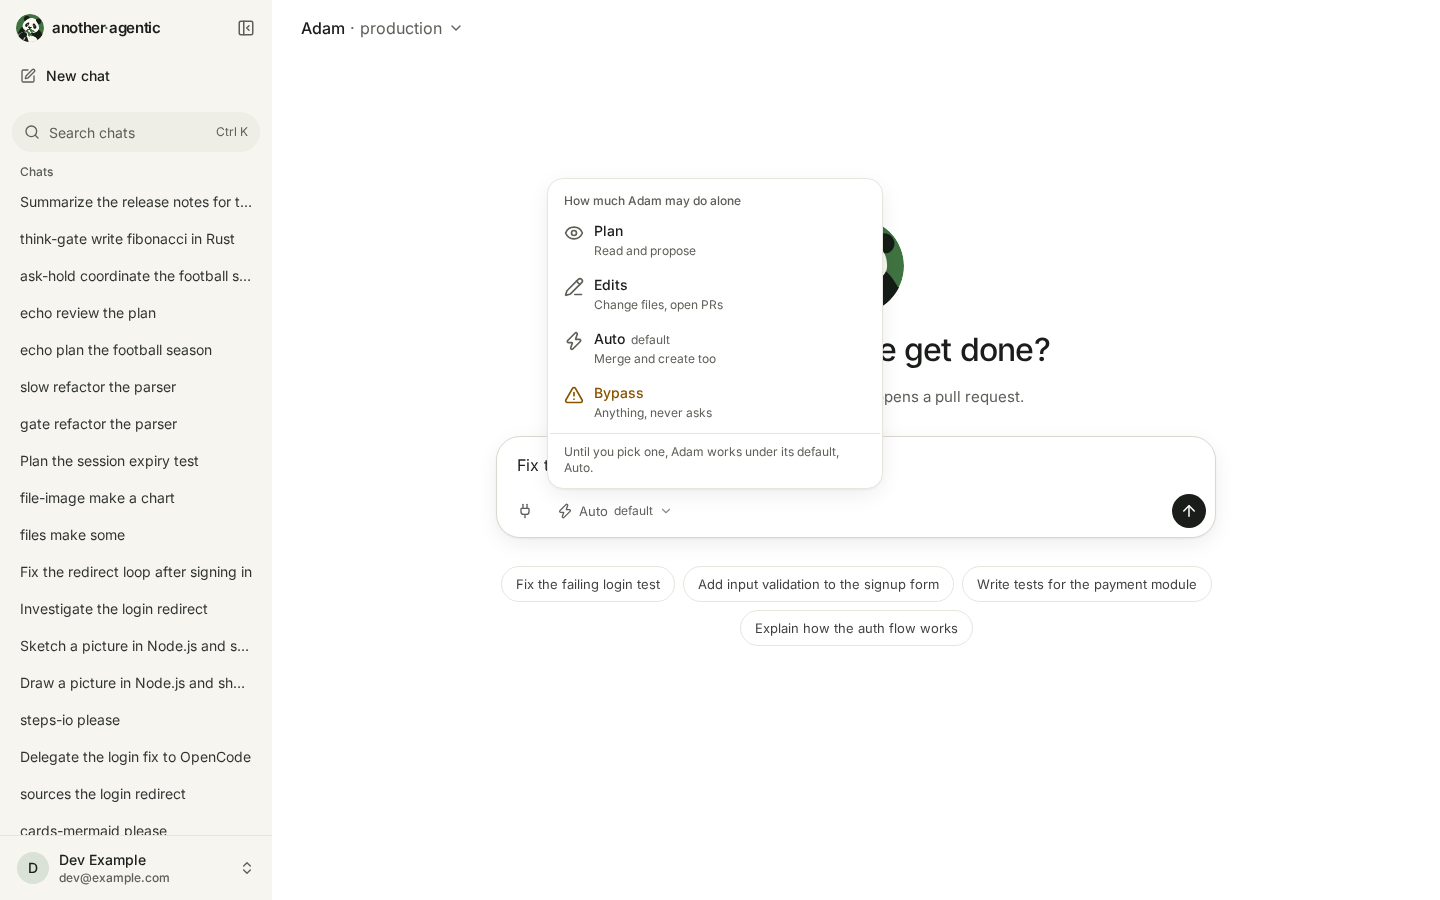 another·agentic
New chat
Search chats
Ctrl K
Chats
Summarize the release notes for t...
think-gate write fibonacci in Rust
ask-hold coordinate the football s...
echo review the plan
echo plan the football season
slow refactor the parser
gate refactor the parser
Plan the session expiry test
file-image make a chart
files make some
Fix the redirect loop after signing in
Investigate the login redirect
Sketch a picture in Node.js and s...
Draw a picture in Node.js and sh...
steps-io please
Delegate the login fix to OpenCode
sources the login redirect
cards-mermaid please
D
Dev Example
dev@example.com
Adam · production
How much Adam may do alone
Plan
Read and propose
Edits
Change files, open PRs
Auto default
Merge and create too
Bypass
Anything, never asks
Until you pick one, Adam works under its default,
Auto.
get done?
a pull request.
Fix
Auto default
Fix the failing login test
Add input validation to the signup form
Write tests for the payment module
Explain how the auth flow works